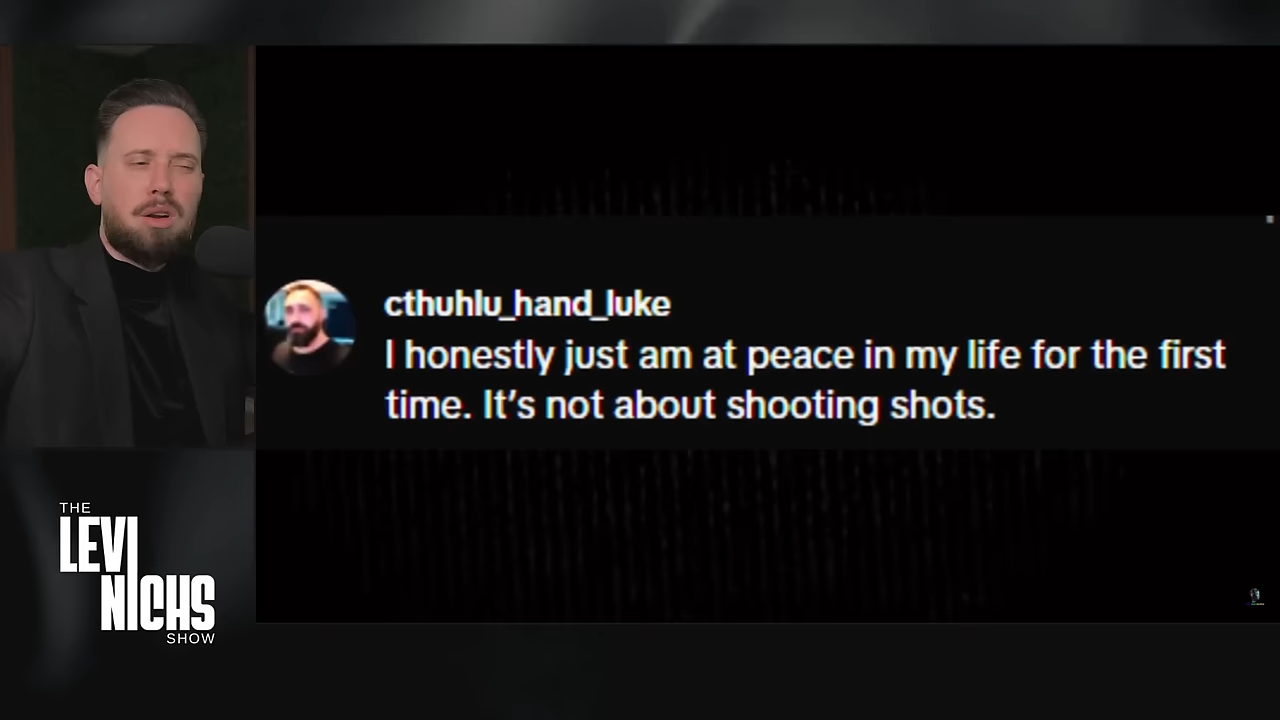 cthuhlu_hand_luke
I honestly just am at peace in my life for the first
time. It's not about shooting shots.
THE
LEVI
NICHS
SHOW